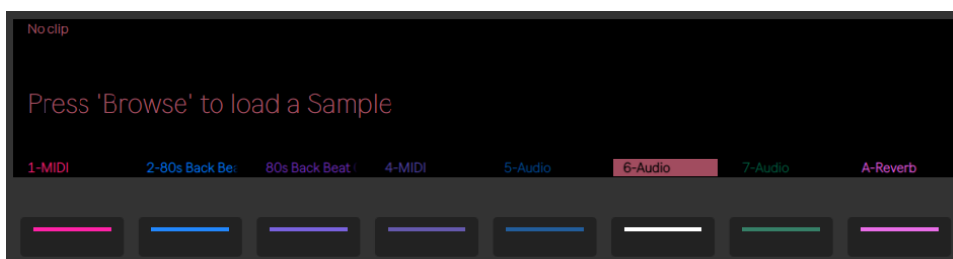 No clip
Press 'Browse' to load a Sample
1-MIDI 2-80s Back Be 80s Back Beat 4-MIDI 5-Audio 6-Audio 7-Audio A-Reverb